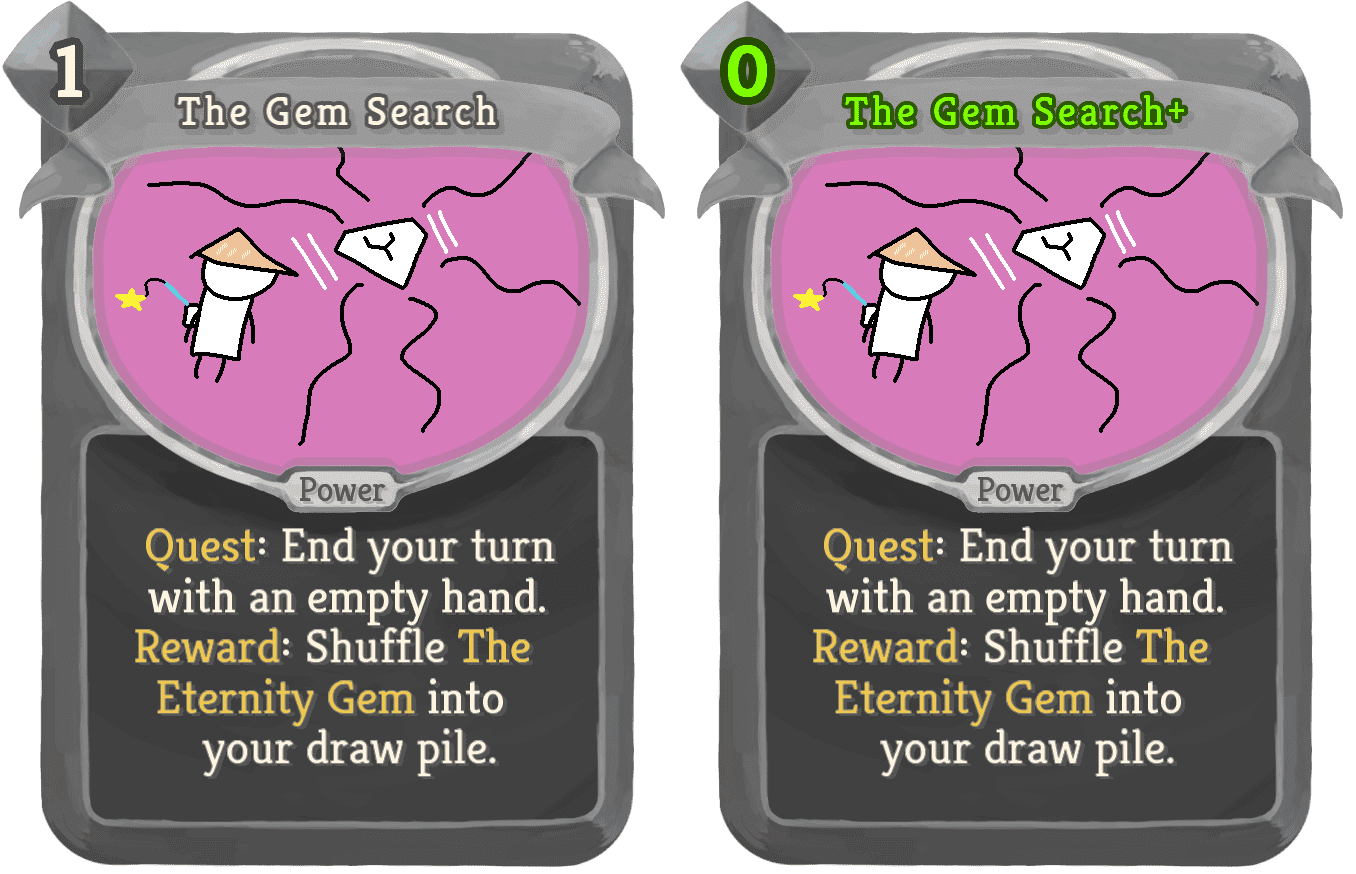 1
The Gem Search
Power
Quest: End your turn
with an empty hand.
Reward: Shuffle The
Eternity Gem into
your draw pile.
0
The Gem Search+
Power
Quest: End your turn
with an empty hand.
Reward: Shuffle The
Eternity Gem into
your draw pile.